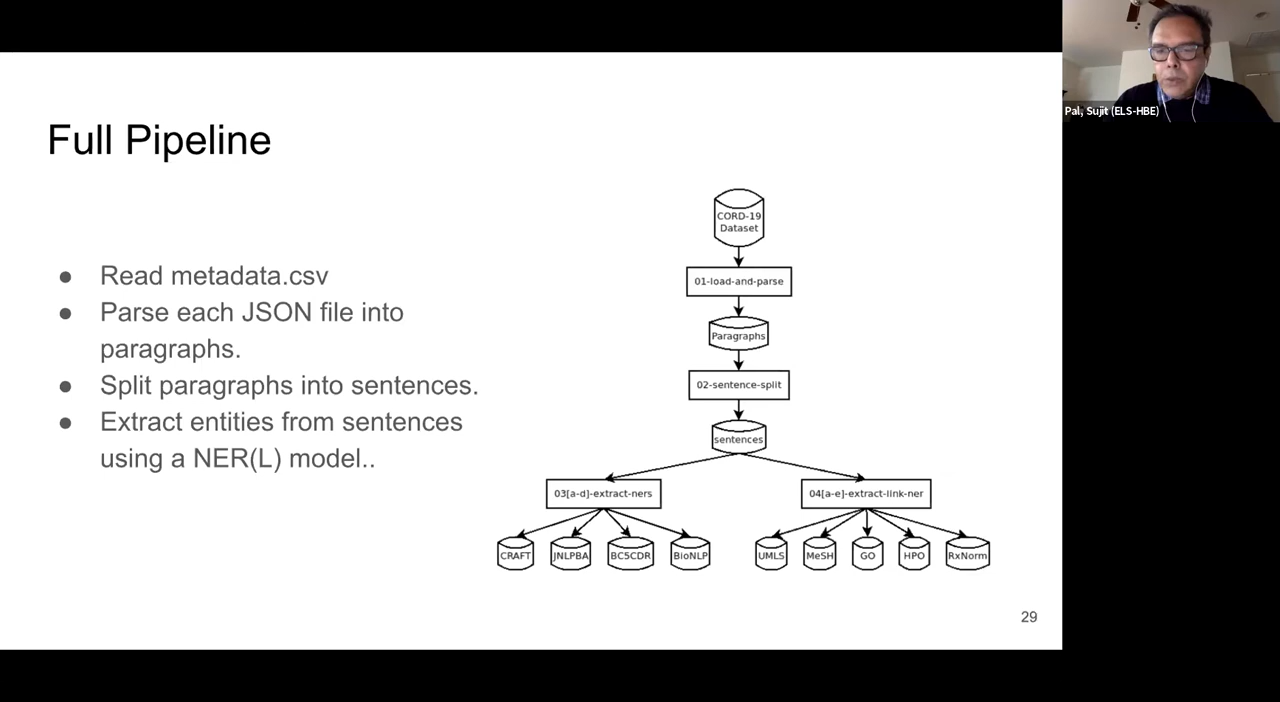 Full Pipeline
● Read metadata.csv
● Parse each JSON file into
paragraphs.
● Split paragraphs into sentences.
● Extract entities from sentences
using a NER(L) model..
CORD-19
Dataset
01-load-and-parse
Paragraphs
02-sentence-split
sentences
03[a-d]-extract-ners
04[a-e]-extract-link-ner
CRAFT
JNLPBA
BC5CDR
BioNLP
UMLS
MeSH
GO
HPO
RxNorm
29
Pal, Sujit (ELS-HBE)